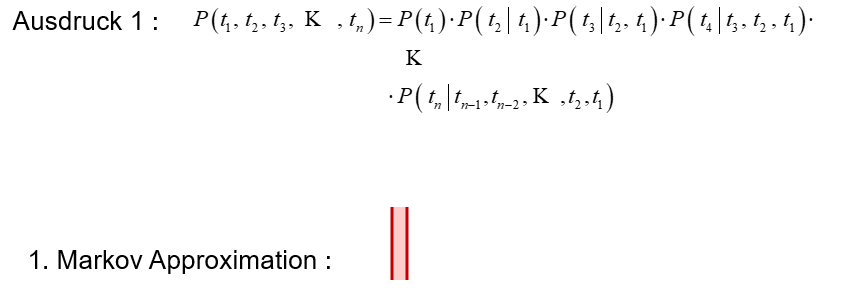 Ausdruck 1 : P(t₁, t₂, t₃, K , tₙ)= P(t₁)·P( t₂| t₁)·P( t₃|t₂, t₁)·P( t₄|t₃, t₂ , t₁)·
K
·P( tₙ|tₙ₋₁,tₙ₋₂, K ,t₂,t₁)
1. Markov Approximation :